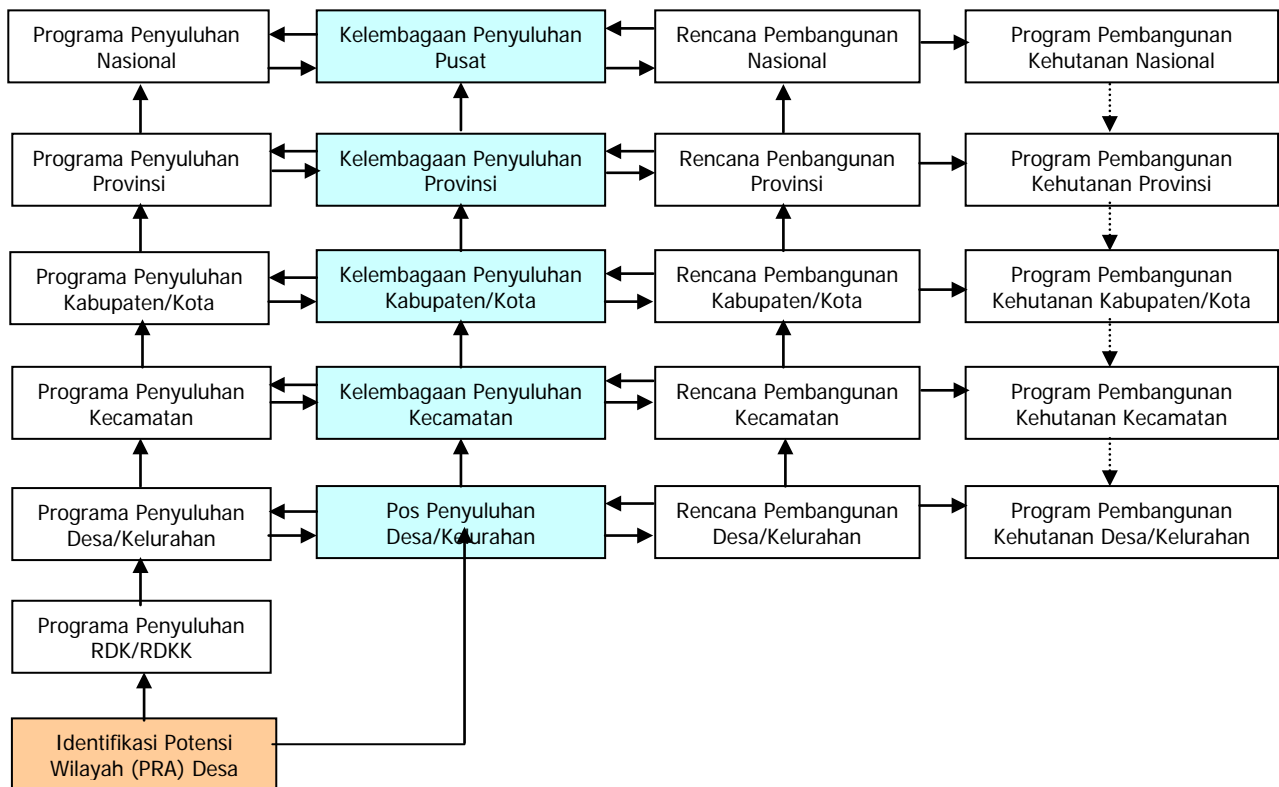 Programa Penyuluhan
Nasional
Kelembagaan Penyuluhan
Pusat
Rencana Pembangunan
Nasional
Program Pembangunan
Kehutanan Nasional
Programa Penyuluhan
Provinsi
Kelembagaan Penyuluhan
Provinsi
Rencana Penbangunan
Provinsi
Program Pembangunan
Kehutanan Provinsi
Programa Penyuluhan
Kabupaten/Kota
Kelembagaan Penyuluhan
Kabupaten/Kota
Rencana Pembangunan
Kabupaten/Kota
Program Pembangunan
Kehutanan Kabupaten/Kota
Programa Penyuluhan
Kecamatan
Kelembagaan Penyuluhan
Kecamatan
Rencana Pembangunan
Kecamatan
Program Pembangunan
Kehutanan Kecamatan
Programa Penyuluhan
Desa/Kelurahan
Pos Penyuluhan
Desa/Kelurahan
Rencana Pembangunan
Desa/Kelurahan
Program Pembangunan
Kehutanan Desa/Kelurahan
Programa Penyuluhan
RDK/RDKK
Identifikasi Potensi
Wilayah (PRA) Desa